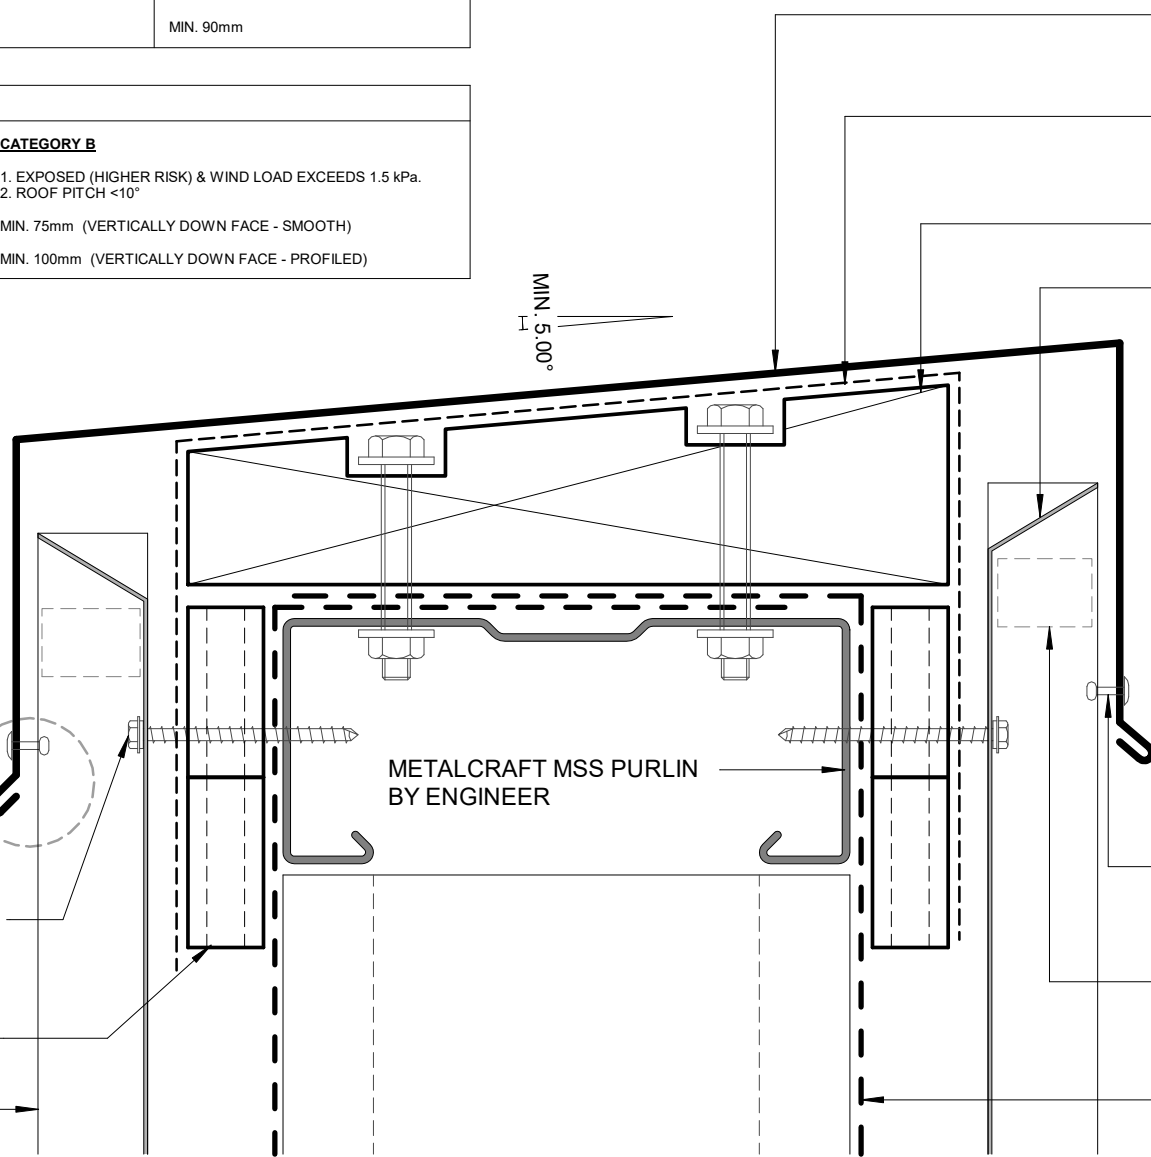 MIN. 90mm
CATEGORY B
1. EXPOSED (HIGHER RISK) & WIND LOAD EXCEEDS 1.5 kPa.
2. ROOF PITCH <10°
MIN. 75mm (VERTICALLY DOWN FACE - SMOOTH)
MIN. 100mm (VERTICALLY DOWN FACE - PROFILED)
MIN. 5.00°
METALCRAFT MSS PURLIN
BY ENGINEER